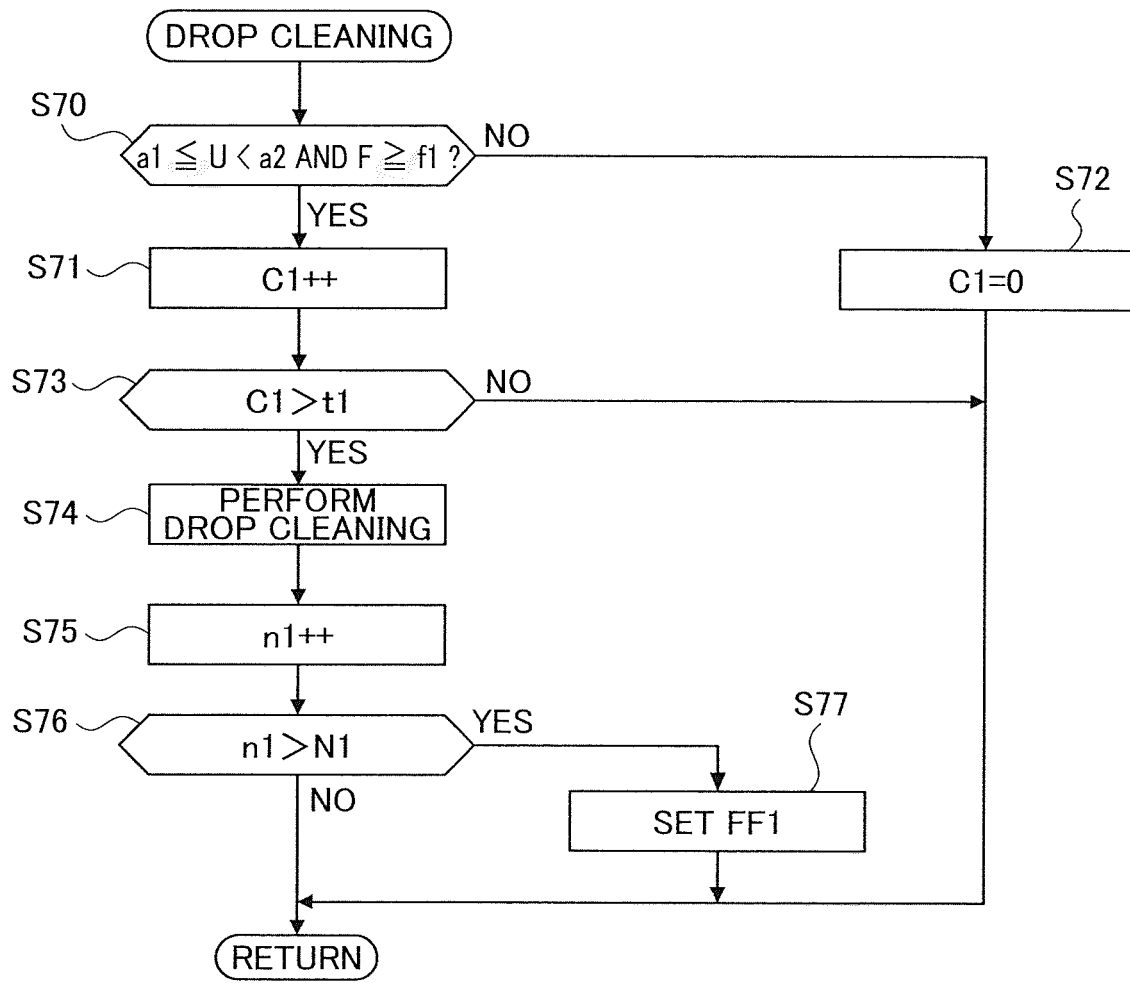 DROP CLEANING
S70
a1 ≦ U < a2 AND F ≧ f1 ?
NO
YES
S72
S71
C1++
C1=0
S73
C1>t1
NO
YES
S74
PERFORM
DROP CLEANING
S75
n1++
S76
n1>N1
YES
S77
NO
SET FF1
RETURN